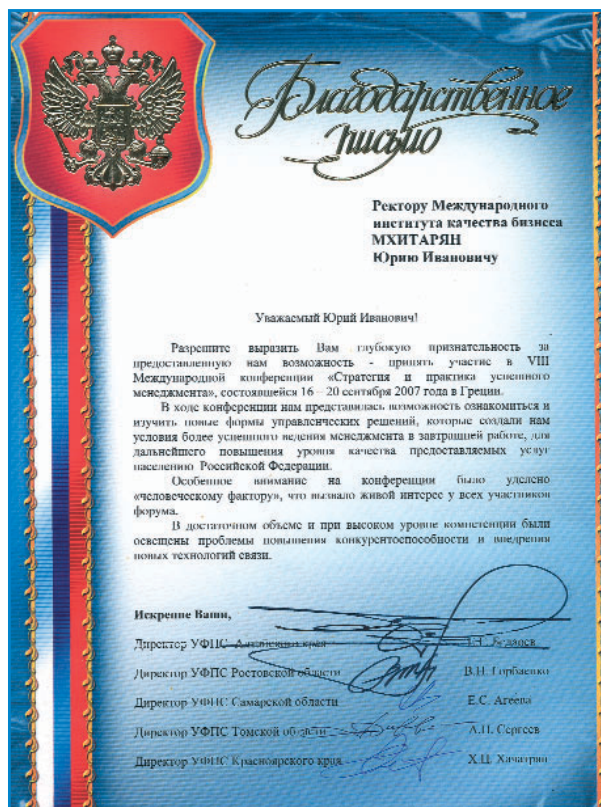 Благодарственное
письмо
Ректору Международного
института качества бизнеса
МХИТАРЯН
Юрию Ивановичу
Уважаемый Юрий Иванович!
Разрешите выразить Вам глубокую признательность за
предоставленную нам возможность - принять участие в VIII
Международной конференции «Стратегия и практика успешного
менеджмента», состоявшейся 16 – 20 сентября 2007 года в Греции.
В ходе конференции нам представилась возможность ознакомиться и
изучить новые формы управленческих решений, которые создали нам
условия более успешного ведения менеджмента в завтрашней работе, для
дальнейшего повышения уровня качества предоставляемых услуг
населению Российской Федерации.
Особенное внимание на конференции было уделено
«человеческому фактору», что вызвало живой интерес у всех участников
форума.
В достаточном объеме и при высоком уровне компетенции были
освещены проблемы повышения конкурентоспособности и внедрения
новых технологий связи.
Искренне Ваши,
Директор УФПС Алтайского края
Директор УФПС Ростовской области В.Н. Горбаенко
Директор УФПС Самарской области Е.С. Агеева
Директор УФПС Томской области А.П. Сергеев
Директор УФПС Красноярского края Х.Ц. Хачатрян